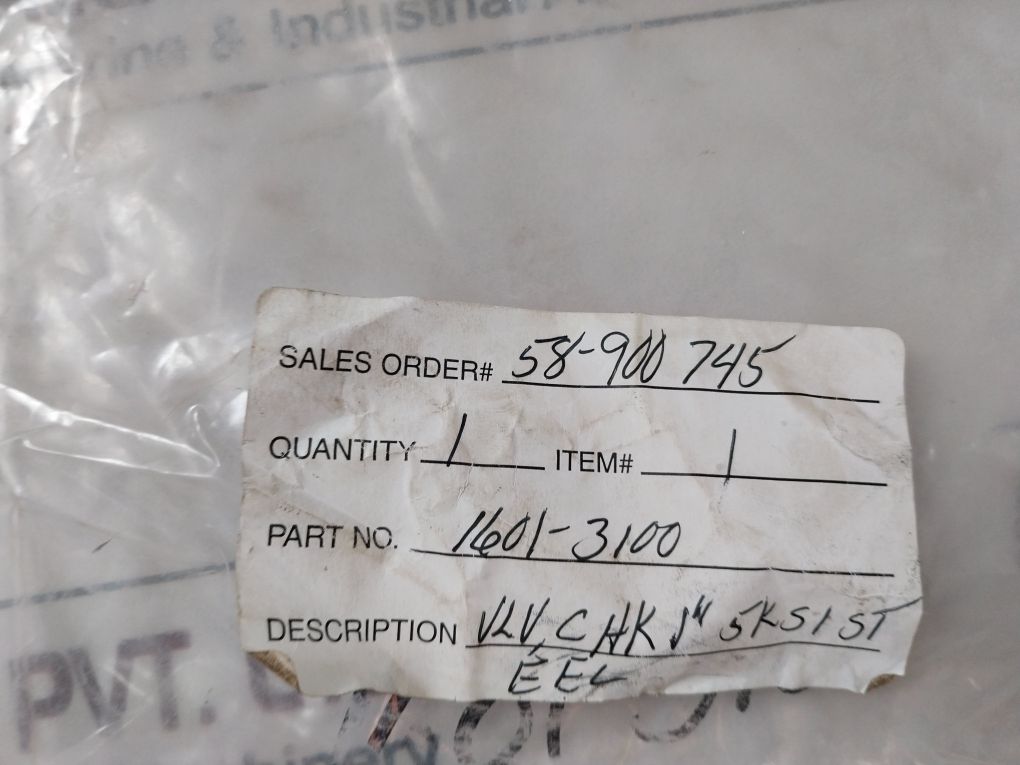 & Industrial
SALES ORDER# 58-900 745
QUANTITY 1 ITEM# 1
PART NO. 1601-3100
DESCRIPTION VLV, CHK 1" 5KSI ST
EEL
PVT.